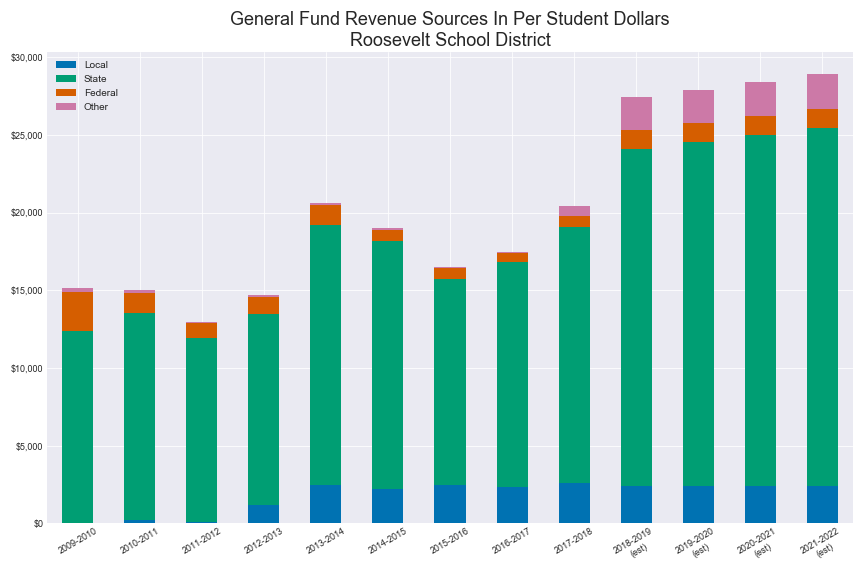 General Fund Revenue Sources In Per Student Dollars
Roosevelt School District
Local
State
Federal
Other
$30,000
$25,000
$20,000
$15,000
$10,000
$5,000
$0
2009-2010
2010-2011
2011-2012
2012-2013
2013-2014
2014-2015
2015-2016
2016-2017
2017-2018
2018-2019
(est)
2019-2020
(est)
2020-2021
(est)
2021-2022
(est)